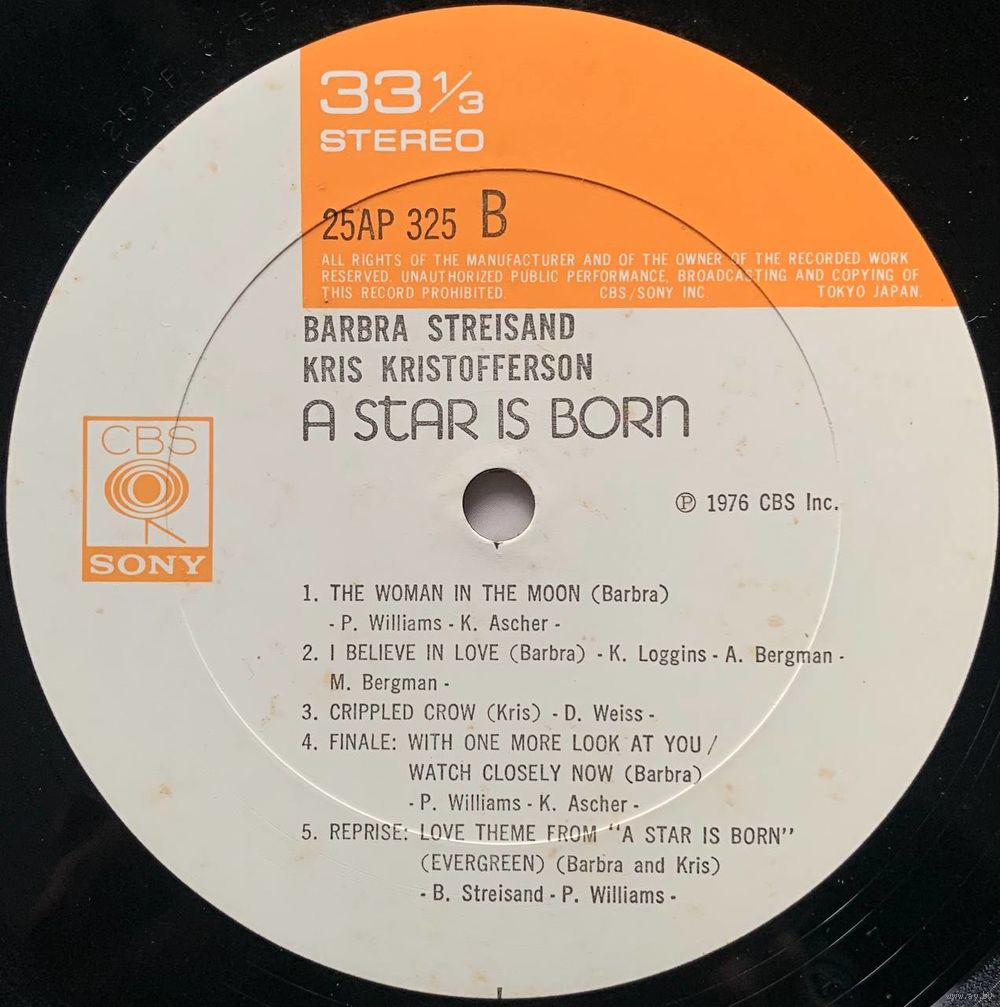 33 1/3
STEREO
25AP 325 B
ALL RIGHTS OF THE MANUFACTURER AND OF THE OWNER OF THE RECORDED WORK
RESERVED. UNAUTHORIZED PUBLIC PERFORMANCE, BROADCASTING AND COPYING OF
THIS RECORD PROHIBITED. CBS/SONY INC. TOKYO JAPAN.
BARBRA STREISAND
KRIS KRISTOFFERSON
A STAR IS BORN
CBS
SONY
℗ 1976 CBS Inc.
1. THE WOMAN IN THE MOON (Barbra)
- P. Williams - K. Ascher -
2. I BELIEVE IN LOVE (Barbra) - K. Loggins - A. Bergman -
M. Bergman -
3. CRIPPLED CROW (Kris) - D. Weiss -
4. FINALE: WITH ONE MORE LOOK AT YOU /
WATCH CLOSELY NOW (Barbra)
- P. Williams - K. Ascher -
5. REPRISE: LOVE THEME FROM "A STAR IS BORN"
(EVERGREEN) (Barbra and Kris)
- B. Streisand - P. Williams -